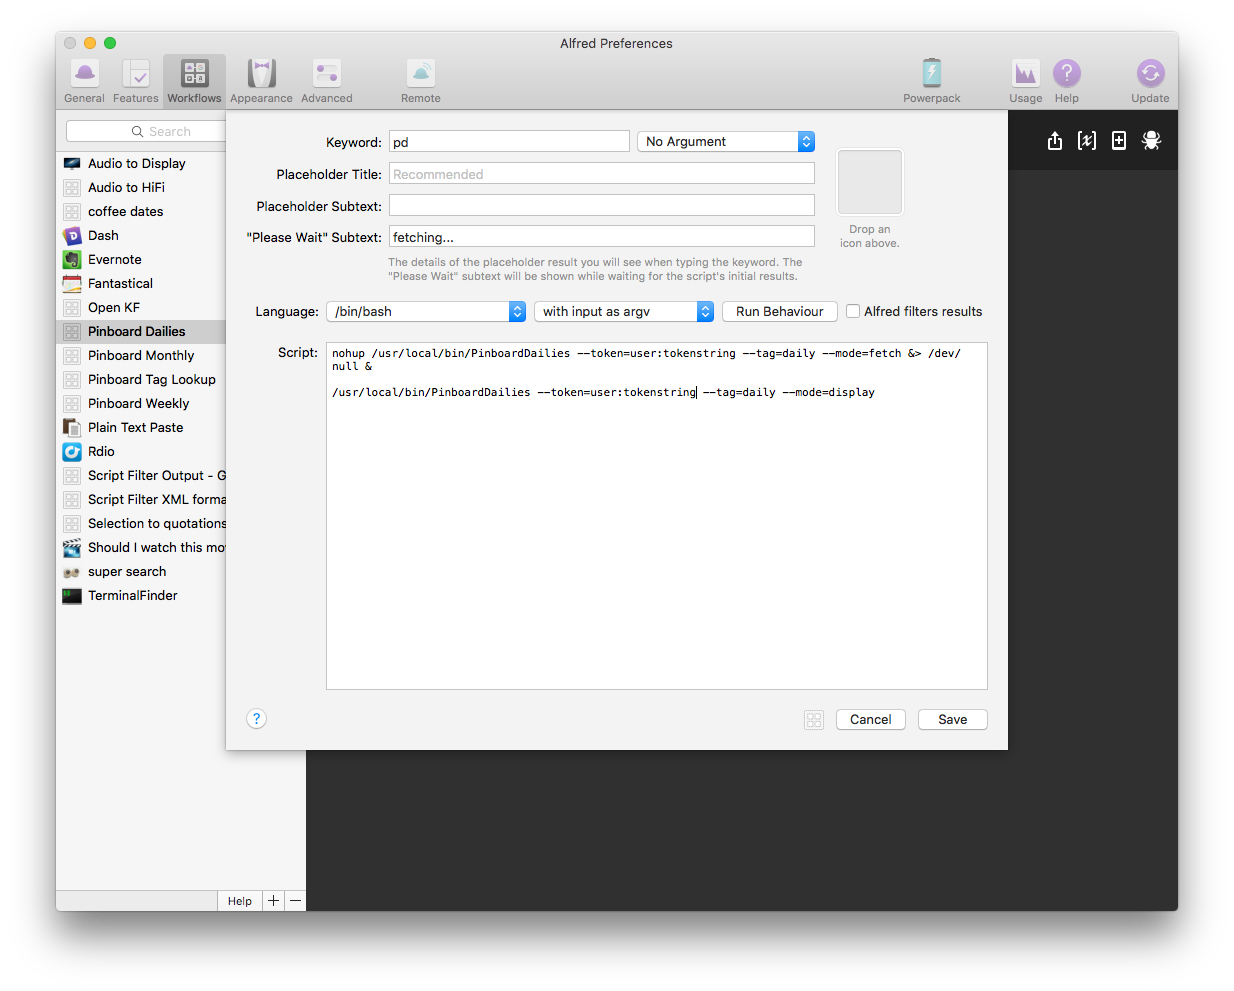 Alfred Preferences
General
Features
Workflows
Appearance
Advanced
Remote
Powerpack
Usage
Help
Update
Search
Audio to Display
Audio to HiFi
coffee dates
Dash
Evernote
Fantastical
Open KF
Pinboard Dailies
Pinboard Monthly
Pinboard Tag Lookup
Pinboard Weekly
Plain Text Paste
Rdio
Script Filter Output - G
Script Filter XML forma
Selection to quotations
Should I watch this mo
super search
TerminalFinder
Help + −
Keyword: pd No Argument
Placeholder Title: Recommended
Placeholder Subtext:
"Please Wait" Subtext: fetching...
The details of the placeholder result you will see when typing the keyword. The
"Please Wait" subtext will be shown while waiting for the script's initial results.
Drop an
icon above.
Language: /bin/bash with input as argv Run Behaviour Alfred filters results
Script:
nohup /usr/local/bin/PinboardDailies --token=user:tokenstring --tag=daily --mode=fetch &> /dev/
null &
/usr/local/bin/PinboardDailies --token=user:tokenstring --tag=daily --mode=display
? Cancel Save